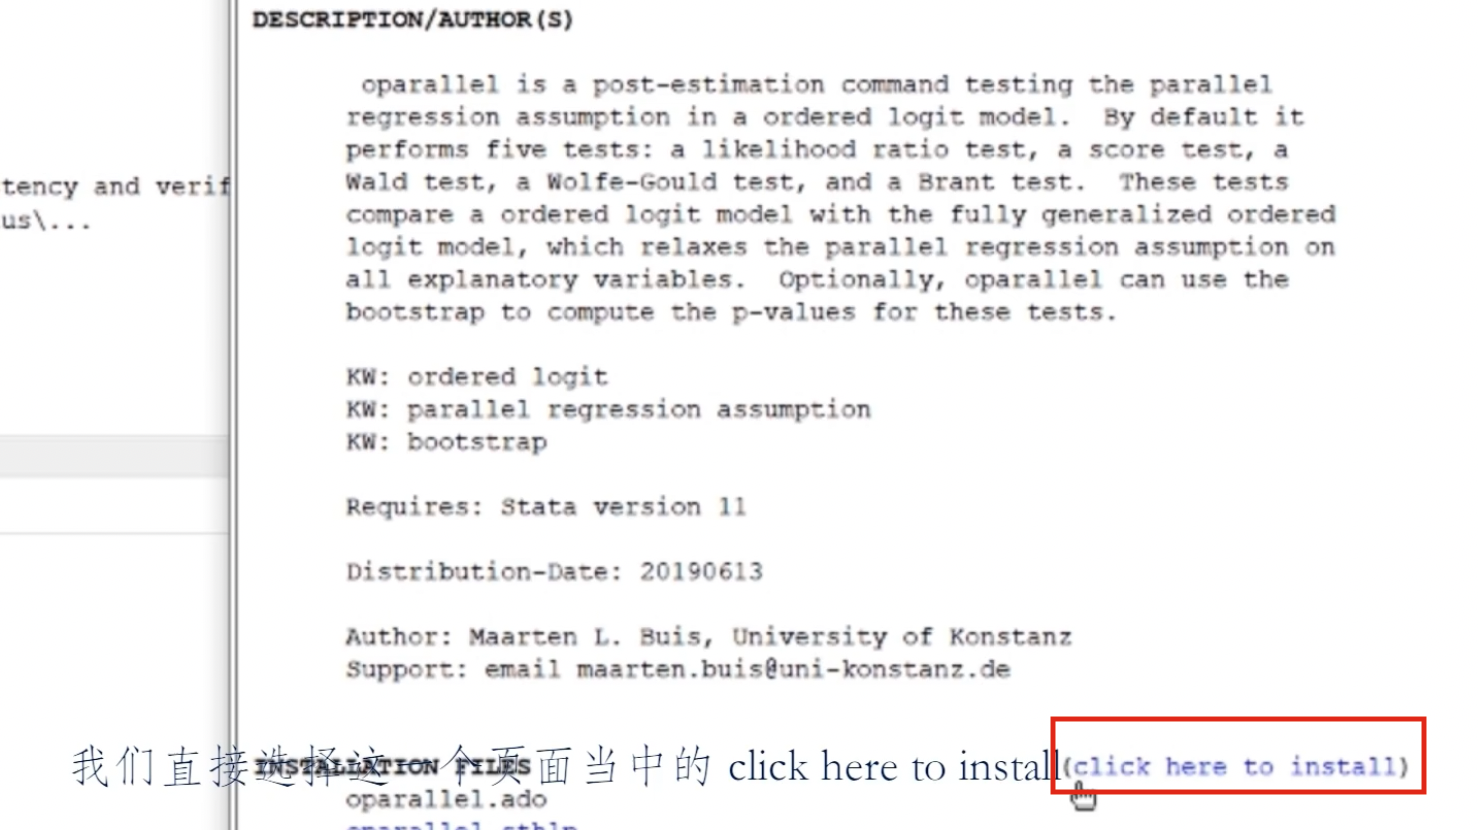 DESCRIPTION/AUTHOR(S)
oparallel is a post-estimation command testing the parallel
regression assumption in a ordered logit model.  By default it
performs five tests: a likelihood ratio test, a score test, a
Wald test, a Wolfe-Gould test, and a Brant test.  These tests
compare a ordered logit model with the fully generalized ordered
logit model, which relaxes the parallel regression assumption on
all explanatory variables.  Optionally, oparallel can use the
bootstrap to compute the p-values for these tests.
tency and verif
us\...
KW: ordered logit
KW: parallel regression assumption
KW: bootstrap
Requires: Stata version 11
Distribution-Date: 20190613
Author: Maarten L. Buis, University of Konstanz
Support: email maarten.buis@uni-konstanz.de
INSTALLATION FILES
(click here to install)
我们直接选择这一个页面当中的 click here to install
oparallel.ado
oparallel.sthlp